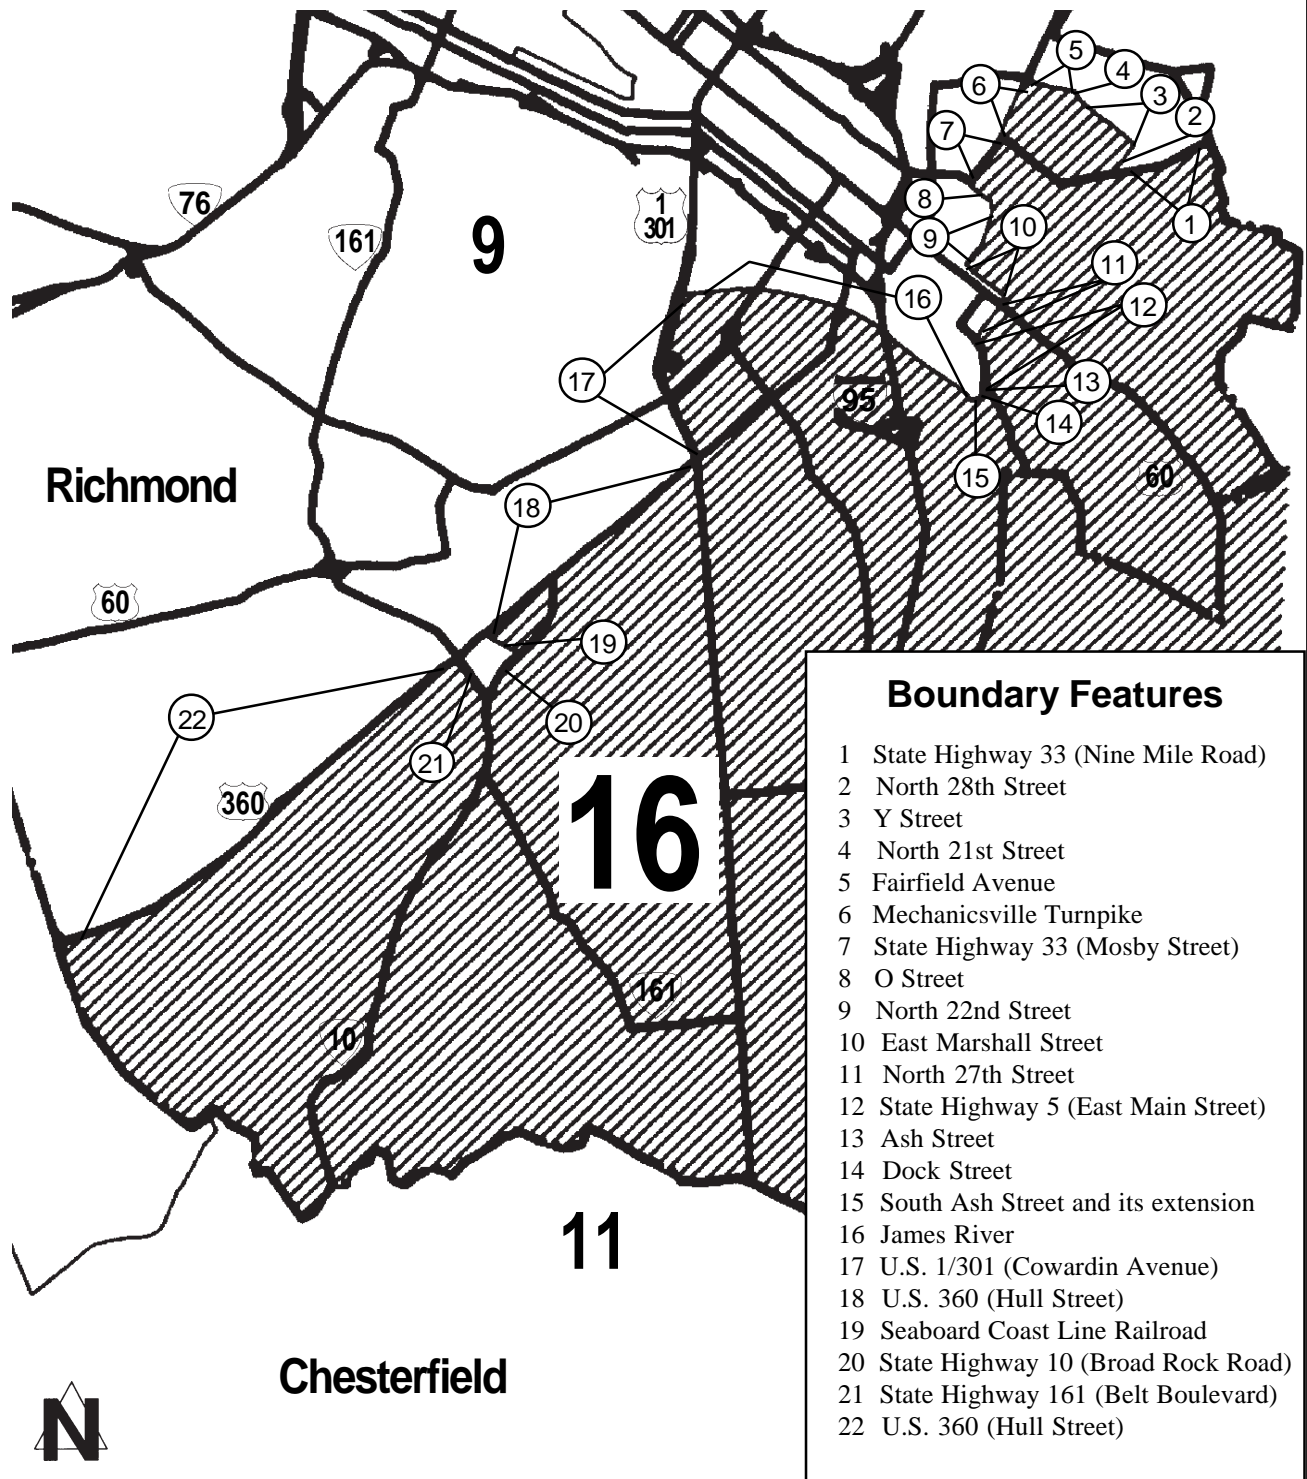 5
4
6
3
2
7
76
1
301
8
161
9
10
1
9
11
16
12
17
13
95
14
Richmond
60
15
18
60
19
22
20
21
360
16
161
10
11
Chesterfield
N
Boundary Features
1 State Highway 33 (Nine Mile Road)
2 North 28th Street
3 Y Street
4 North 21st Street
5 Fairfield Avenue
6 Mechanicsville Turnpike
7 State Highway 33 (Mosby Street)
8 O Street
9 North 22nd Street
10 East Marshall Street
11 North 27th Street
12 State Highway 5 (East Main Street)
13 Ash Street
14 Dock Street
15 South Ash Street and its extension
16 James River
17 U.S. 1/301 (Cowardin Avenue)
18 U.S. 360 (Hull Street)
19 Seaboard Coast Line Railroad
20 State Highway 10 (Broad Rock Road)
21 State Highway 161 (Belt Boulevard)
22 U.S. 360 (Hull Street)